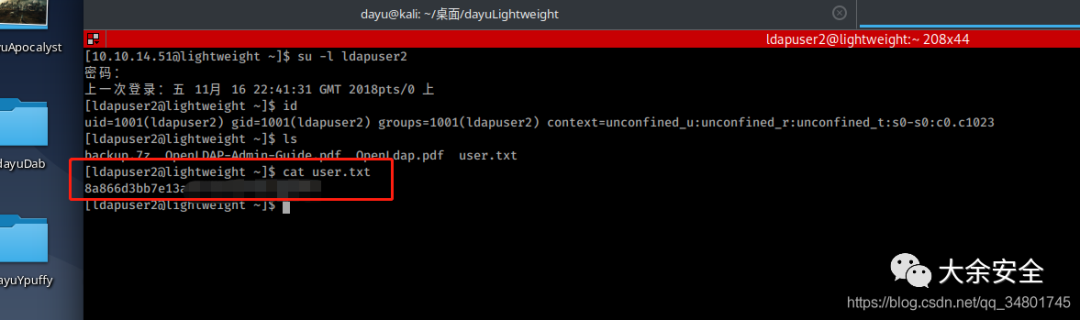 dayu@kali: ~/桌面/dayuLightweight
ldapuser2@lightweight:~ 208x44
uApocalyst
[10.10.14.51@lightweight ~]$ su -l ldapuser2
密码：
上一次登录：五 11月 16 22:41:31 GMT 2018pts/0 上
[ldapuser2@lightweight ~]$ id
uid=1001(ldapuser2) gid=1001(ldapuser2) groups=1001(ldapuser2) context=unconfined_u:unconfined_r:unconfined_t:s0-s0:c0.c1023
[ldapuser2@lightweight ~]$ ls
backup.7z OpenLDAP-Admin-Guide.pdf OpenLdap.pdf user.txt
dayuDab
[ldapuser2@lightweight ~]$ cat user.txt
8a866d3bb7e13a
[ldapuser2@lightweight ~]$
ayuYpuffy
大余安全
https://blog.csdn.net/qq_34801745